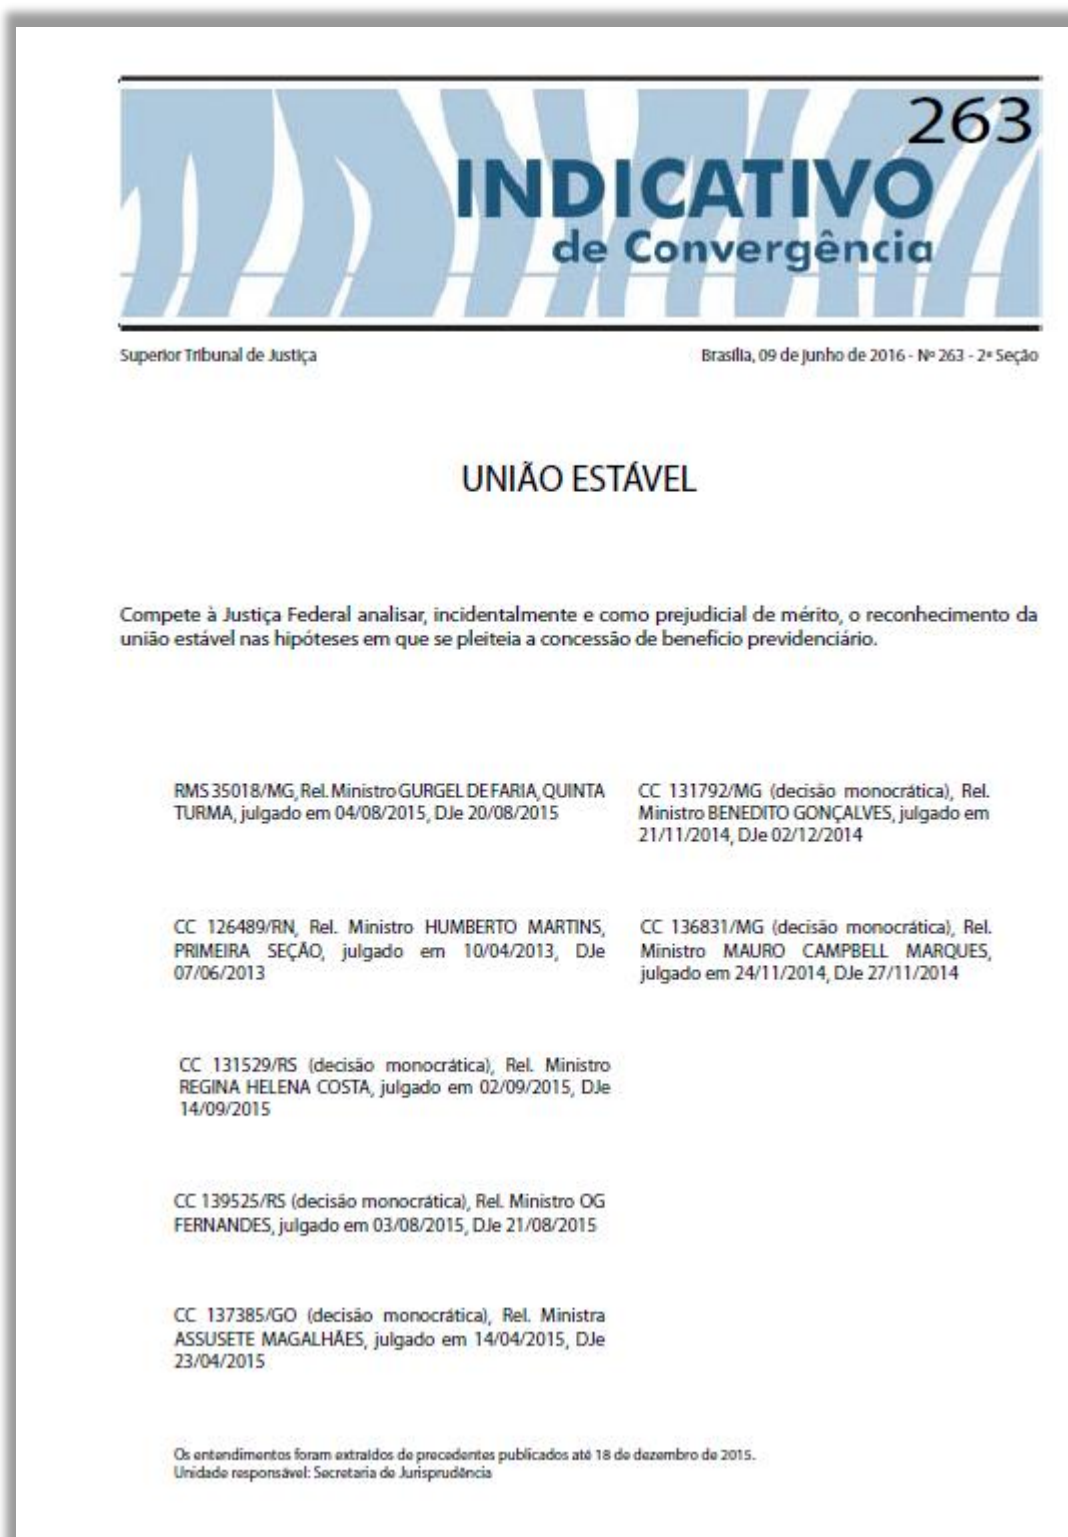 263
INDICATIVO
de Convergência
Superior Tribunal de Justiça
Brasília, 09 de junho de 2016 - Nº 263 - 2ª Seção
UNIÃO ESTÁVEL
Compete à Justiça Federal analisar, incidentalmente e como prejudicial de mérito, o reconhecimento da
união estável nas hipóteses em que se pleiteia a concessão de benefício previdenciário.
RMS 35018/MG, Rel. Ministro GURGEL DE FARIA, QUINTA
TURMA, julgado em 04/08/2015, DJe 20/08/2015
CC 126489/RN, Rel. Ministro HUMBERTO MARTINS,
PRIMEIRA SEÇÃO, julgado em 10/04/2013, DJe
07/06/2013
CC 131529/RS (decisão monocrática), Rel. Ministro
REGINA HELENA COSTA, julgado em 02/09/2015, DJe
14/09/2015
CC 139525/RS (decisão monocrática), Rel. Ministro OG
FERNANDES, julgado em 03/08/2015, DJe 21/08/2015
CC 137385/GO (decisão monocrática), Rel. Ministra
ASSUSETE MAGALHÃES, julgado em 14/04/2015, DJe
23/04/2015
CC 131792/MG (decisão monocrática), Rel.
Ministro BENEDITO GONÇALVES, julgado em
21/11/2014, DJe 02/12/2014
CC 136831/MG (decisão monocrática), Rel.
Ministro MAURO CAMPBELL MARQUES,
julgado em 24/11/2014, DJe 27/11/2014
Os entendimentos foram extraídos de precedentes publicados até 18 de dezembro de 2015.
Unidade responsável: Secretaria de Jurisprudência